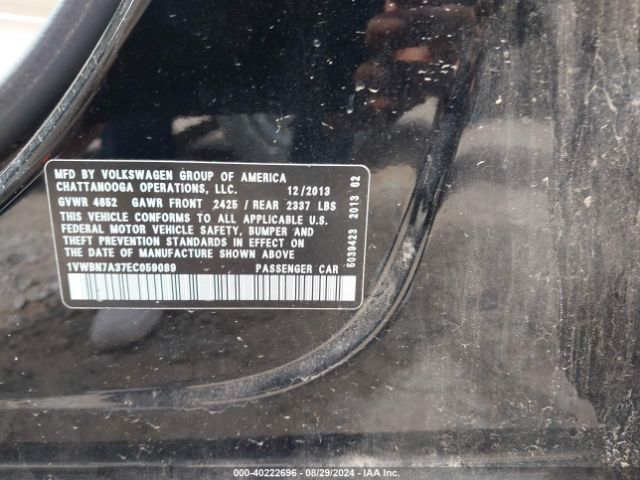 MFD BY VOLKSWAGEN GROUP OF AMERICA
CHATTANOOGA OPERATIONS, LLC. 12/2013
GVWR 4652 GAWR FRONT 2425 / REAR 2337 LBS
THIS VEHICLE CONFORMS TO ALL APPLICABLE U.S.
FEDERAL MOTOR VEHICLE SAFETY, BUMPER AND
THEFT PREVENTION STANDARDS IN EFFECT ON
THE DATE OF MANUFACTURE SHOWN ABOVE
1VWBN7A37EC059089 PASSENGER CAR
5039423 2013 62
000-40222696 - 08/29/2024 - IAA Inc.